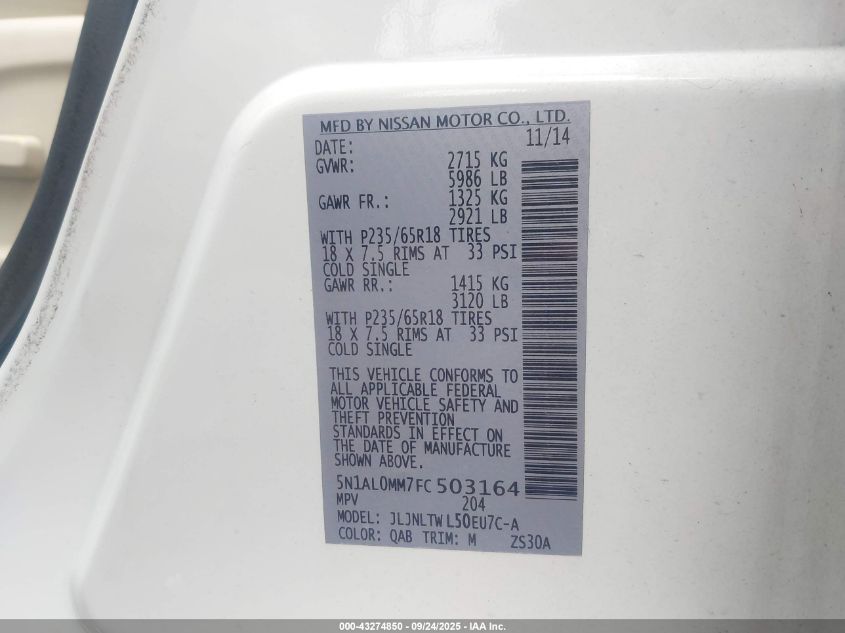 MFD BY NISSAN MOTOR CO., LTD.
DATE: 11/14
GVWR: 2715 KG
5986 LB
GAWR FR.: 1325 KG
2921 LB
WITH P235/65R18 TIRES
18 X 7.5 RIMS AT 33 PSI
COLD SINGLE
GAWR RR.: 1415 KG
3120 LB
WITH P235/65R18 TIRES
18 X 7.5 RIMS AT 33 PSI
COLD SINGLE
THIS VEHICLE CONFORMS TO
ALL APPLICABLE FEDERAL
MOTOR VEHICLE SAFETY AND
THEFT PREVENTION
STANDARDS IN EFFECT ON
THE DATE OF MANUFACTURE
SHOWN ABOVE.
5N1AL0MM7FC503164
MPV 204
MODEL: JLJNLTWL50EU7C-A
COLOR: QAB TRIM: M ZS30A
000-43274850 - 09/24/2025 - IAA Inc.